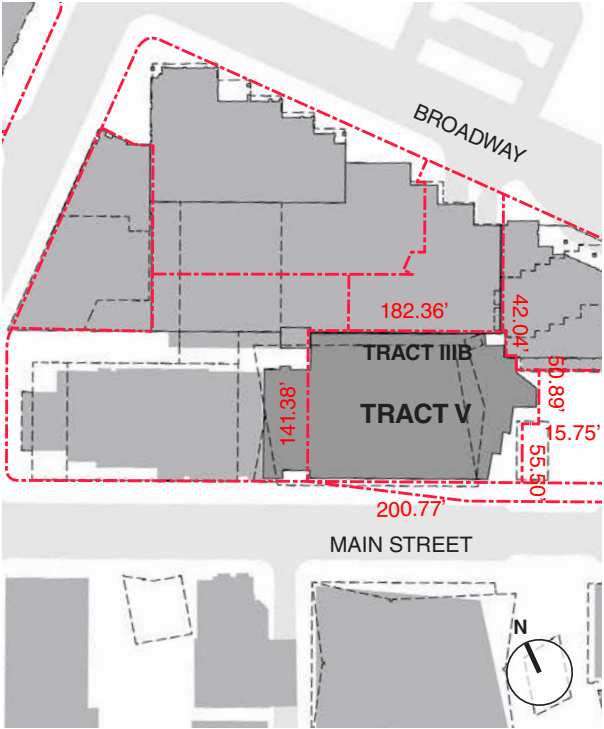 BROADWAY
182.36'
42.04'
TRACT IIIB
50.89'
141.38'
TRACT V
15.75'
55.50'
200.77'
MAIN STREET
N